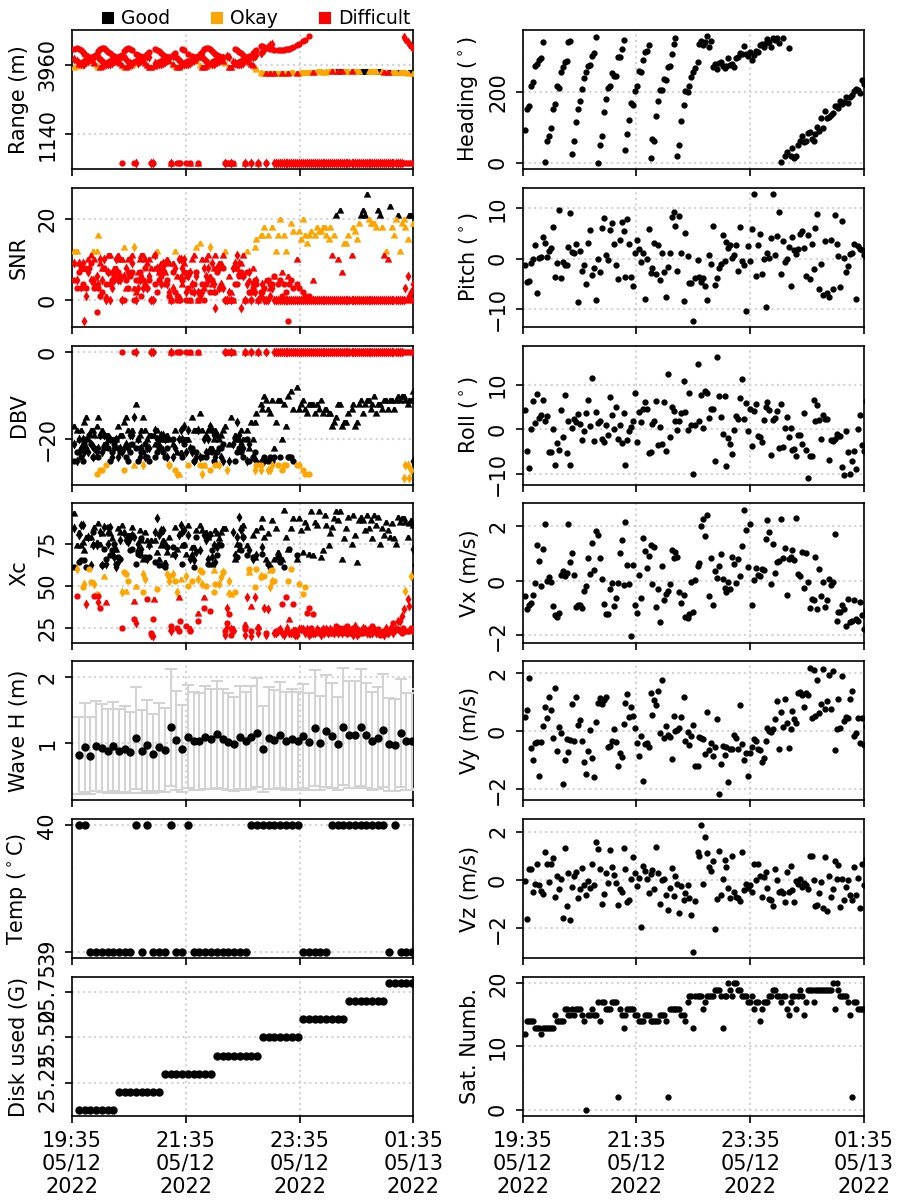 Good Okay Difficult
Range (m)
3960
1140
Heading (°)
200
0
SNR
20
0
Pitch (°)
10
0
−10
DBV
0
−20
Roll (°)
10
0
−10
Xc
75
50
25
Vx (m/s)
2
0
−2
Wave H (m)
2
1
Vy (m/s)
2
0
−2
Temp (°C)
40
39
Vz (m/s)
2
0
−2
Disk used (G)
25.75
25.5
25.25
Sat. Numb.
20
10
0
19:35 21:35 23:35 01:35
05/12 05/12 05/12 05/13
2022 2022 2022 2022
19:35 21:35 23:35 01:35
05/12 05/12 05/12 05/13
2022 2022 2022 2022